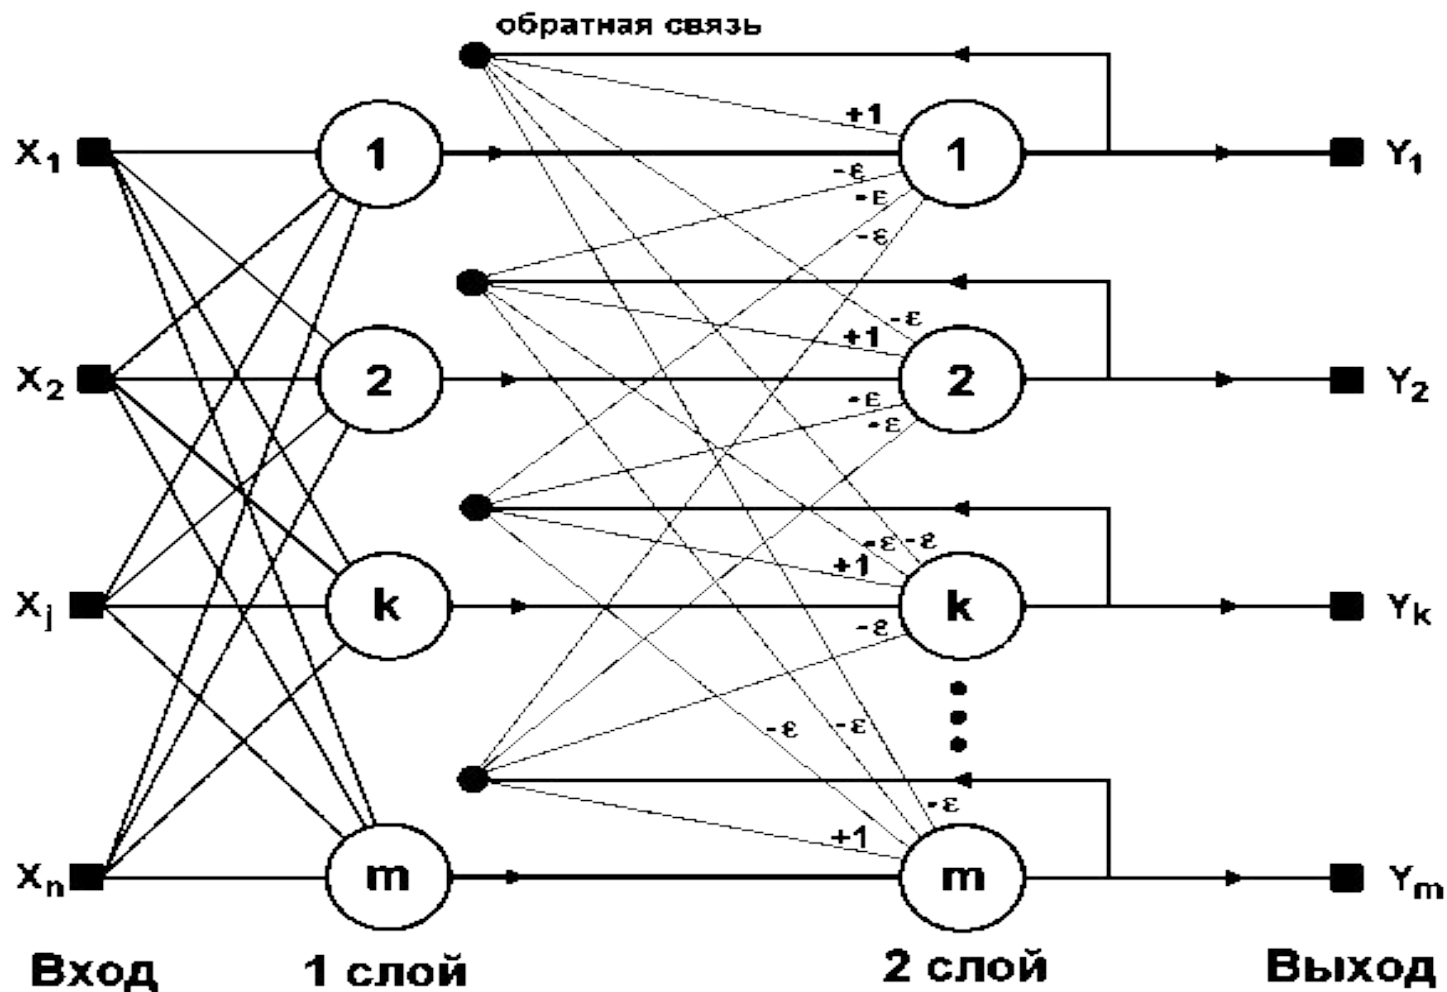 обратная связь
+1
X1 1 1 Y1
-ε
-ε
-ε
-ε
+1
X2 2 2 Y2
-ε
-ε
-ε -ε
+1
Xj k k Yk
-ε
-ε -ε
-ε
+1
Xn m m Ym
Вход 1 слой 2 слой Выход